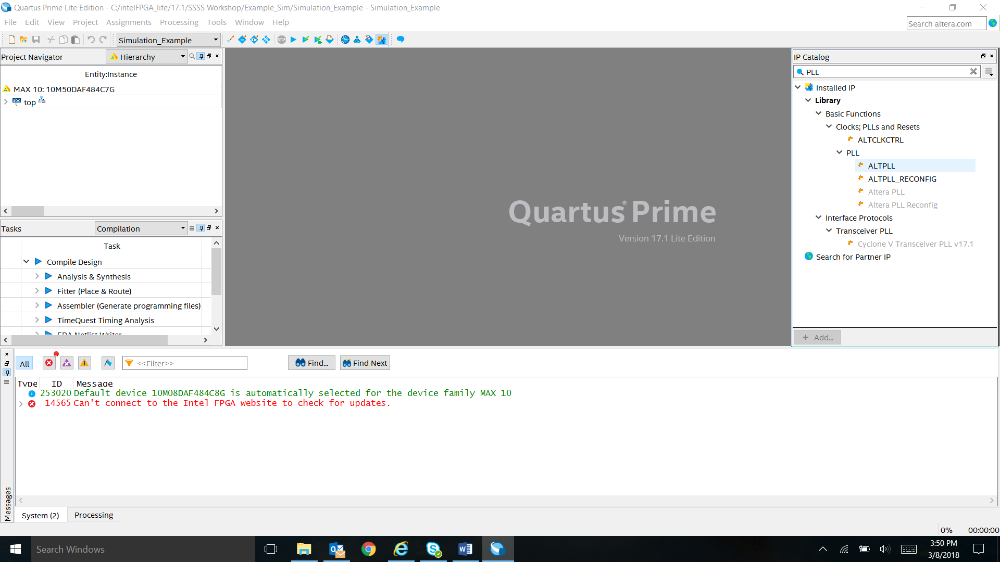 Quartus Prime Lite Edition - C:/intelFPGA_lite/17.1/SSSS Workshop/Example_Sim/Simulation_Example - Simulation_Example
File Edit View Project Assignments Processing Tools Window Help
Search altera.com
Simulation_Example
STOP
Project Navigator
Hierarchy
Entity:Instance
MAX 10: 10M50DAF484C7G
abc top
Tasks
Compilation
Task
Compile Design
Analysis & Synthesis
Fitter (Place & Route)
Assembler (Generate programming files)
TimeQuest Timing Analysis
EDA Netlist Writer
Quartus® Prime
Version 17.1 Lite Edition
IP Catalog
PLL
Installed IP
Library
Basic Functions
Clocks; PLLs and Resets
ALTCLKCTRL
PLL
ALTPLL
ALTPLL_RECONFIG
Altera PLL
Altera PLL Reconfig
Interface Protocols
Transceiver PLL
Cyclone V Transceiver PLL v17.1
Search for Partner IP
+ Add...
All
<<Filter>>
Find...
Find Next
Type ID Message
253020 Default device 10M08DAF484C8G is automatically selected for the device family MAX 10
14565 Can't connect to the Intel FPGA website to check for updates.
Messages
System (2)
Processing
0% 00:00:00
Search Windows
3:50 PM
3/8/2018